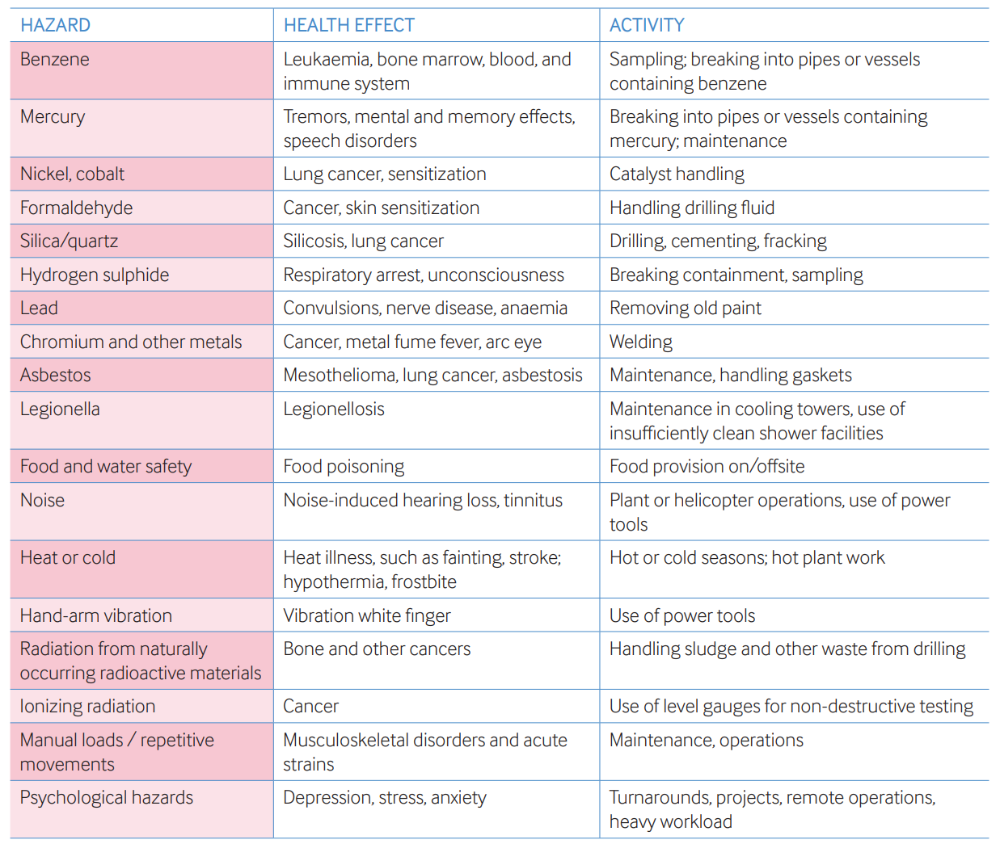 HAZARD HEALTH EFFECT ACTIVITY
Benzene Leukaemia, bone marrow, blood, and Sampling; breaking into pipes or vessels
immune system containing benzene
Mercury Tremors, mental and memory effects, Breaking into pipes or vessels containing
speech disorders mercury; maintenance
Nickel, cobalt Lung cancer, sensitization Catalyst handling
Formaldehyde Cancer, skin sensitization Handling drilling fluid
Silica/quartz Silicosis, lung cancer Drilling, cementing, fracking
Hydrogen sulphide Respiratory arrest, unconsciousness Breaking containment, sampling
Lead Convulsions, nerve disease, anaemia Removing old paint
Chromium and other metals Cancer, metal fume fever, arc eye Welding
Asbestos Mesothelioma, lung cancer, asbestosis Maintenance, handling gaskets
Legionella Legionellosis Maintenance in cooling towers, use of
insufficiently clean shower facilities
Food and water safety Food poisoning Food provision on/offsite
Noise Noise-induced hearing loss, tinnitus Plant or helicopter operations, use of power
tools
Heat or cold Heat illness, such as fainting, stroke; Hot or cold seasons; hot plant work
hypothermia, frostbite
Hand-arm vibration Vibration white finger Use of power tools
Radiation from naturally Bone and other cancers Handling sludge and other waste from drilling
occurring radioactive materials
Ionizing radiation Cancer Use of level gauges for non-destructive testing
Manual loads / repetitive Musculoskeletal disorders and acute Maintenance, operations
movements strains
Psychological hazards Depression, stress, anxiety Turnarounds, projects, remote operations,
heavy workload